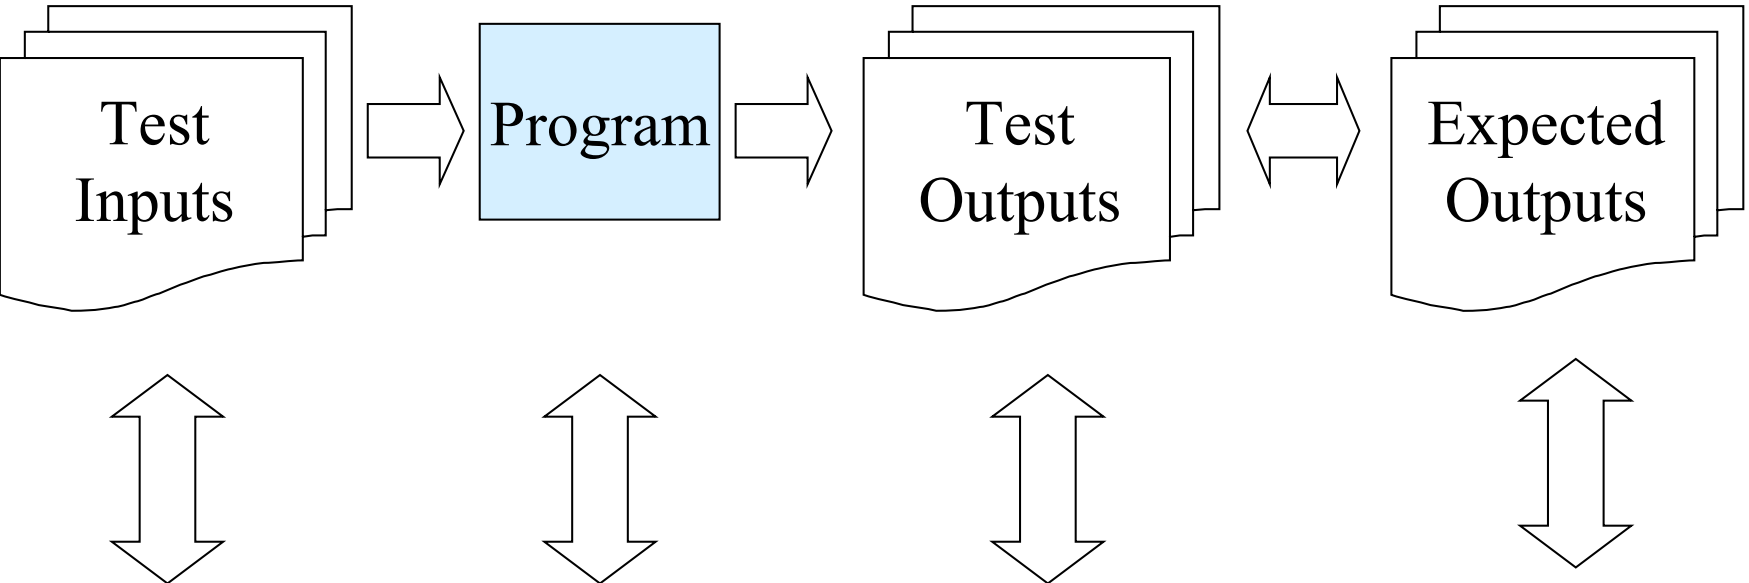 Test
Inputs
Program
Test
Outputs
Expected
Outputs